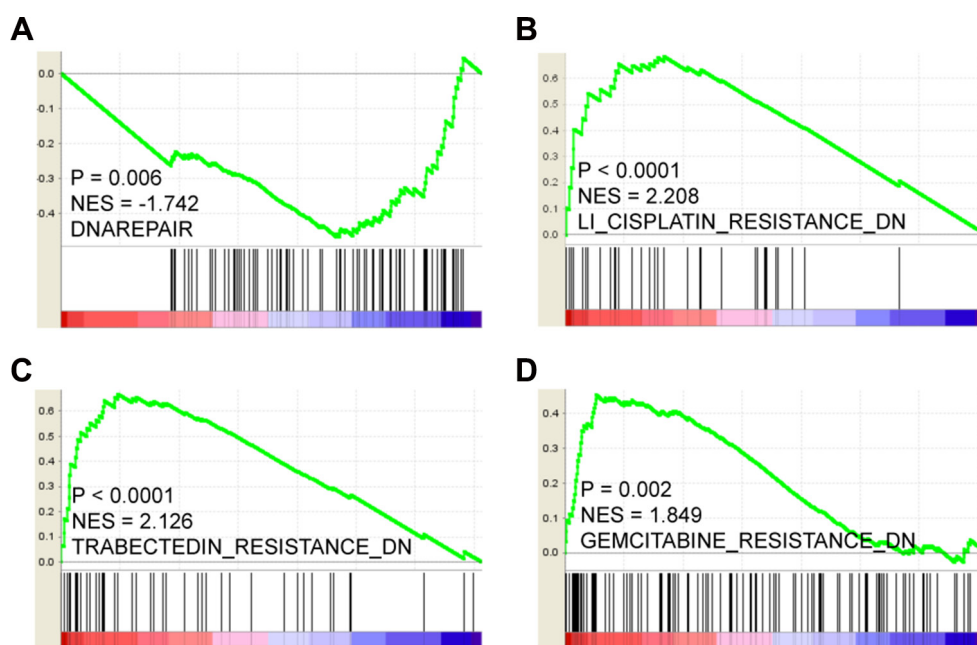 A
0.0
-0.1
-0.2
-0.3
0.4
P = 0.006
NES = -1.742
DNAREPAIR
B
0.6
0.5
0.4
0.3
0.2
0.1
0.0
P < 0.0001
NES = 2.208
LI_CISPLATIN_RESISTANCE_DN
C
0.6
0.5
0.4
0.3
0.2
0.1
0.0
P < 0.0001
NES = 2.126
TRABECTEDIN_RESISTANCE_DN
D
0.4
0.3
0.2
0.1
0.0
P = 0.002
NES = 1.849
GEMCITABINE_RESISTANCE_DN